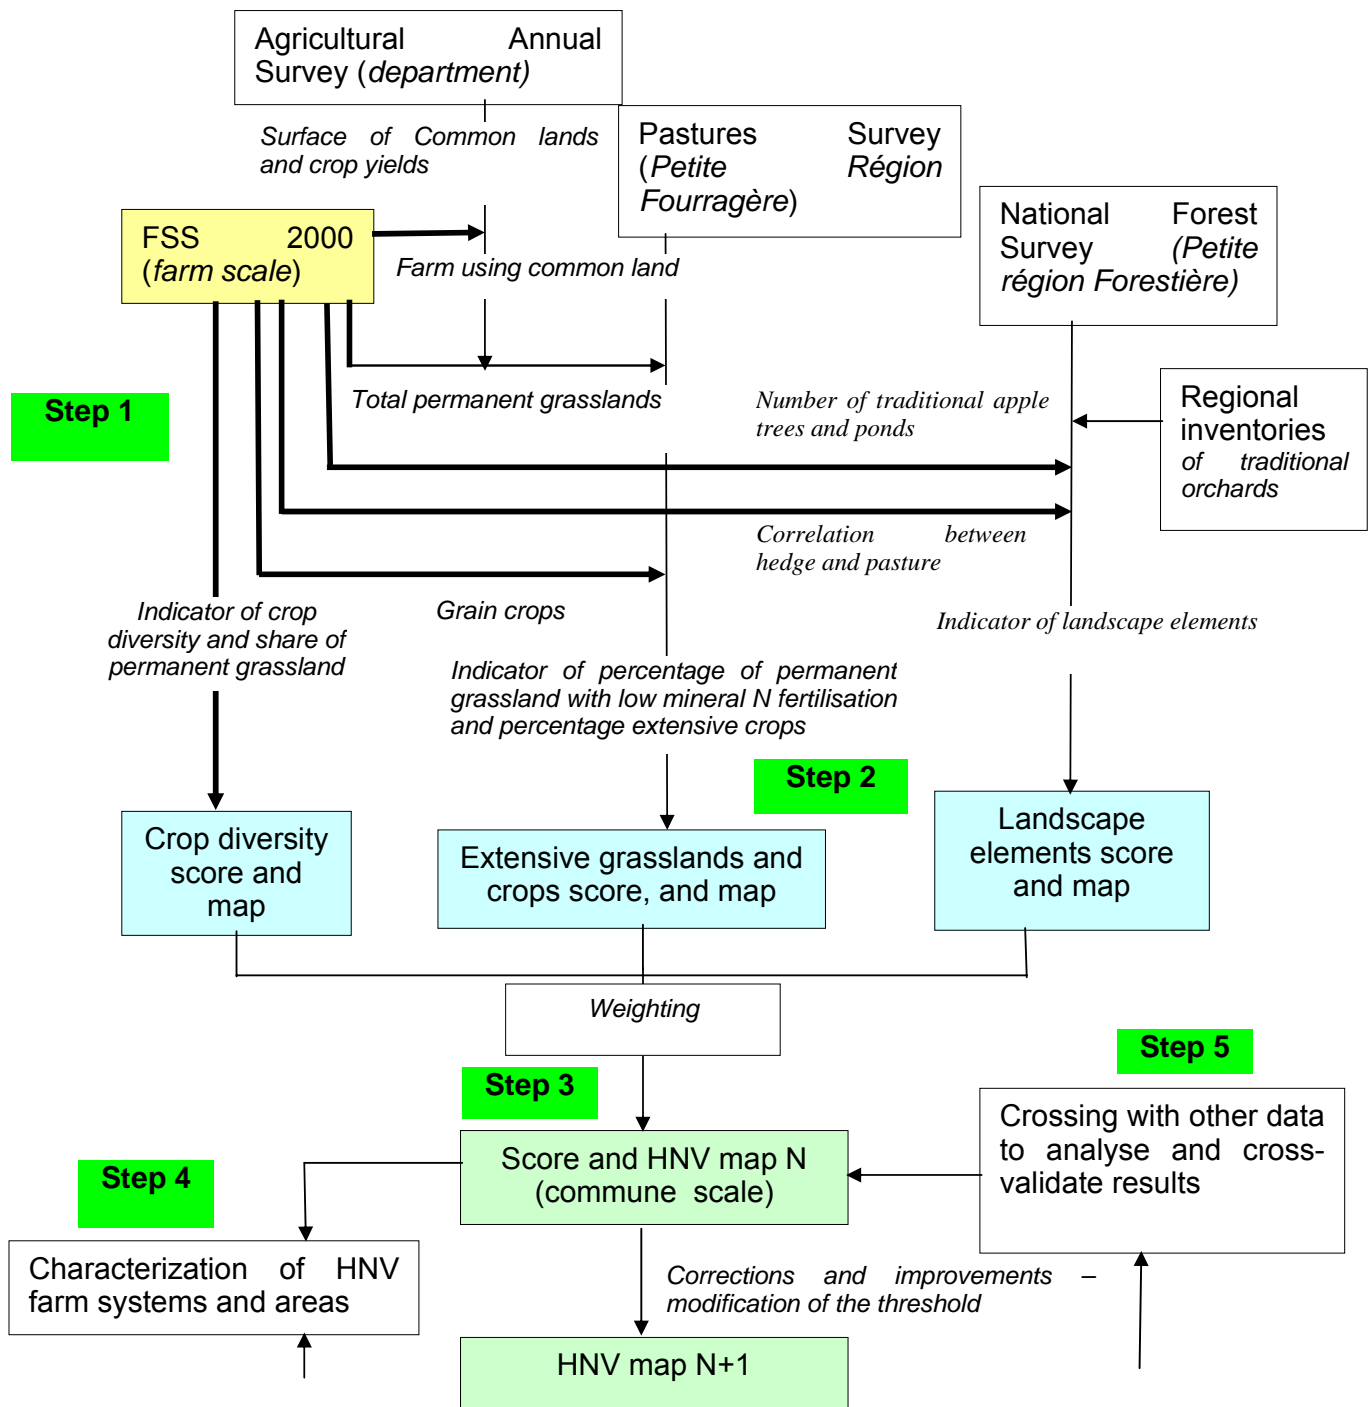 Agricultural Annual
Survey (department)
Surface of Common lands
and crop yields
Pastures Survey
(Petite Région
Fourragère)
National Forest
Survey (Petite
région Forestière)
FSS 2000
(farm scale)
Farm using common land
Step 1
Total permanent grasslands
Number of traditional apple
trees and ponds
Regional
inventories
of traditional
orchards
Correlation between
hedge and pasture
Indicator of crop
diversity and share of
permanent grassland
Grain crops
Indicator of landscape elements
Indicator of percentage of permanent
grassland with low mineral N fertilisation
and percentage extensive crops
Step 2
Crop diversity
score and
map
Extensive grasslands and
crops score, and map
Landscape
elements score
and map
Weighting
Step 3
Step 5
Score and HNV map N
(commune scale)
Crossing with other data
to analyse and cross-
validate results
Step 4
Characterization of HNV
farm systems and areas
Corrections and improvements –
modification of the threshold
HNV map N+1